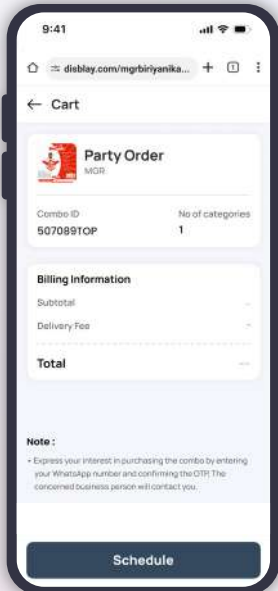 9:41
disblay.com/mgrbiriyanika...
← Cart
Party Order
MGR
Combo ID No of categories
507089TOP 1
Billing Information
Subtotal --
Delivery Fee --
Total ---
Note :
• Express your interest in purchasing the combo by entering
your WhatsApp number and confirming the OTP. The
concerned business person will contact you.
Schedule